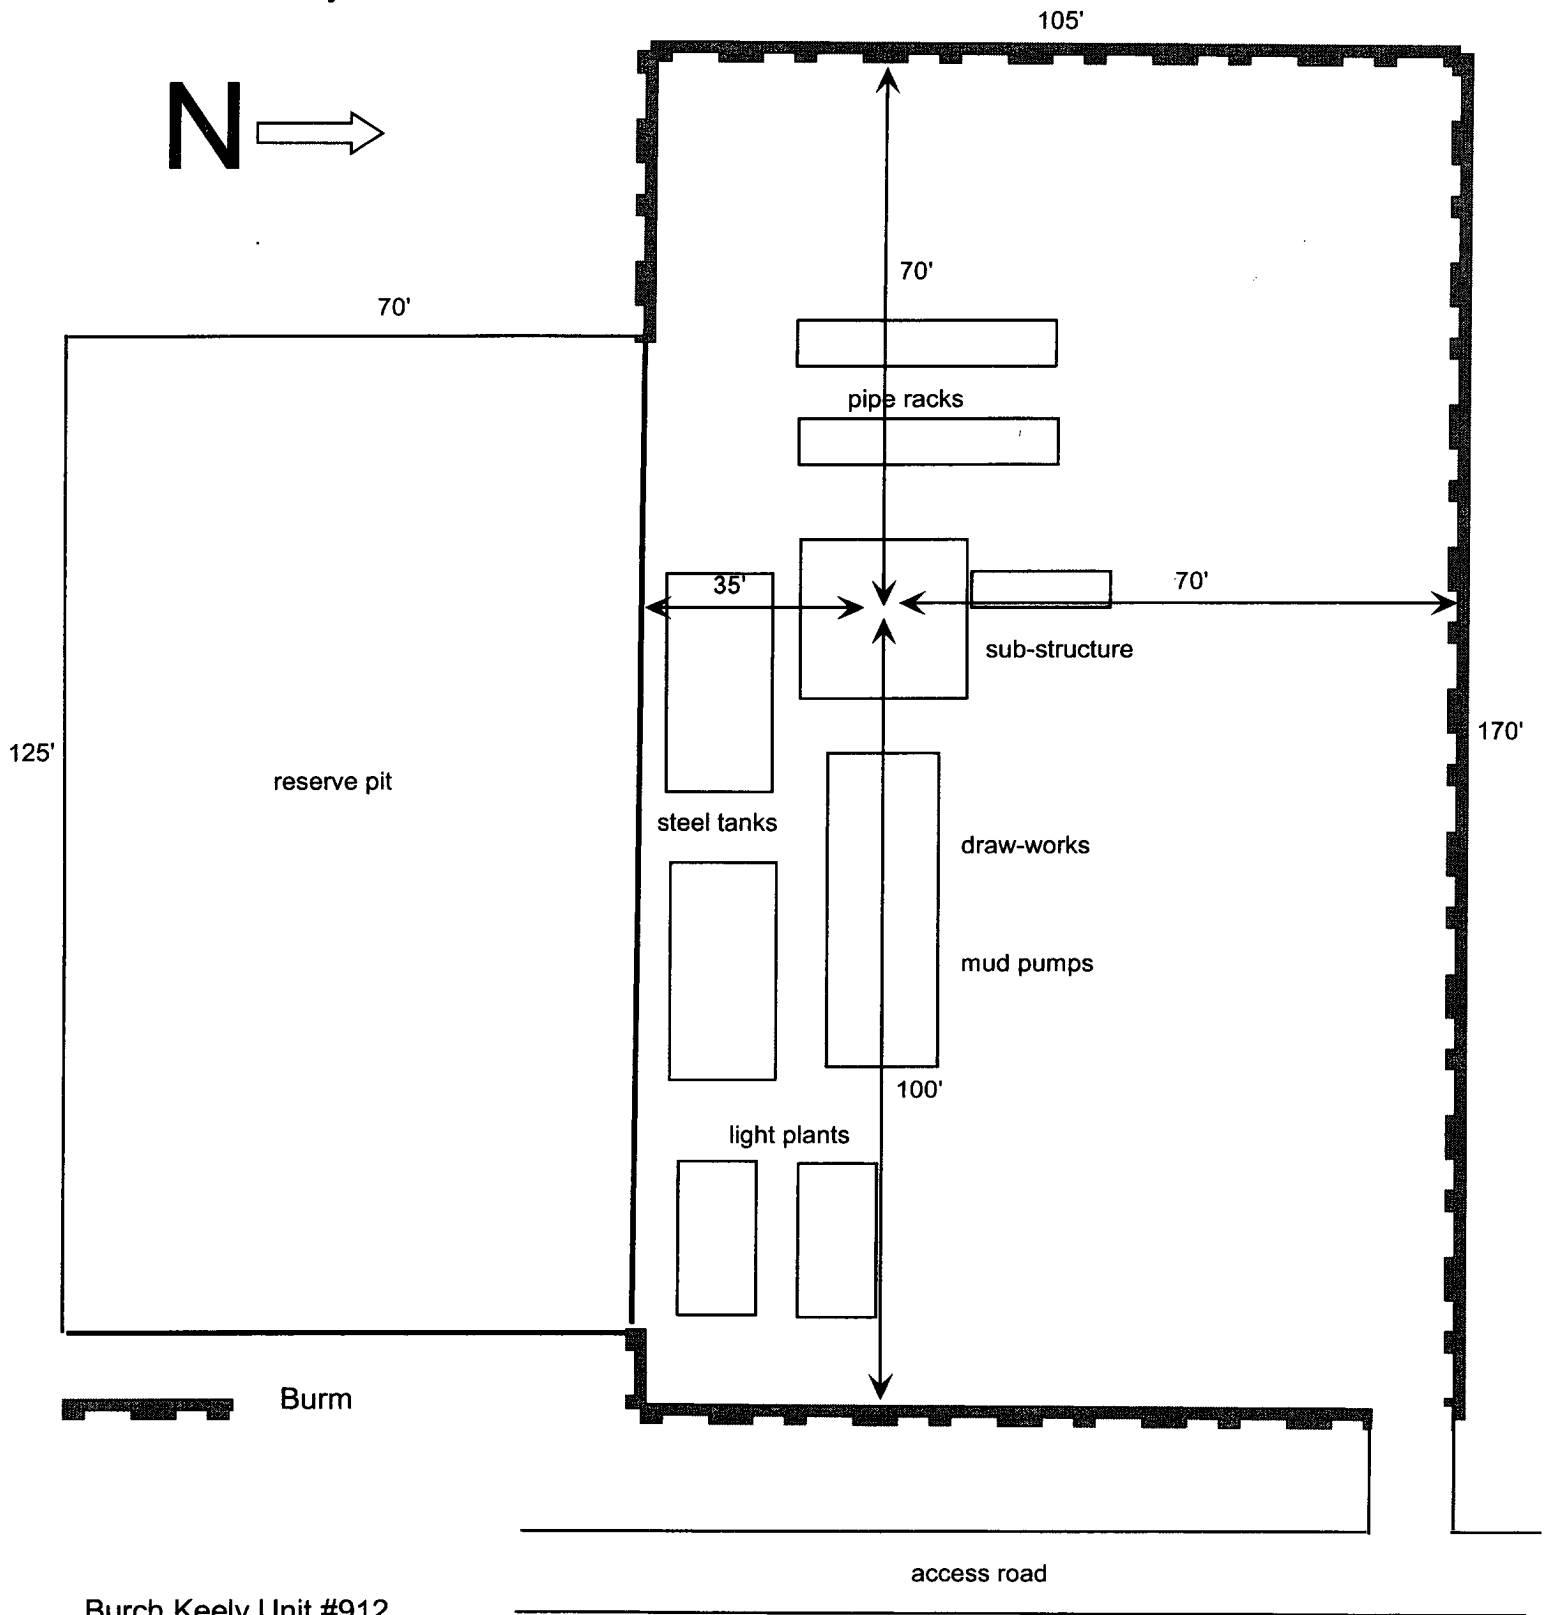 105'
N
70'
70'
pipe racks
35'
70'
sub-structure
125'
170'
reserve pit
steel tanks
draw-works
mud pumps
100'
light plants
Burm
access road
Burch Keely Unit #912